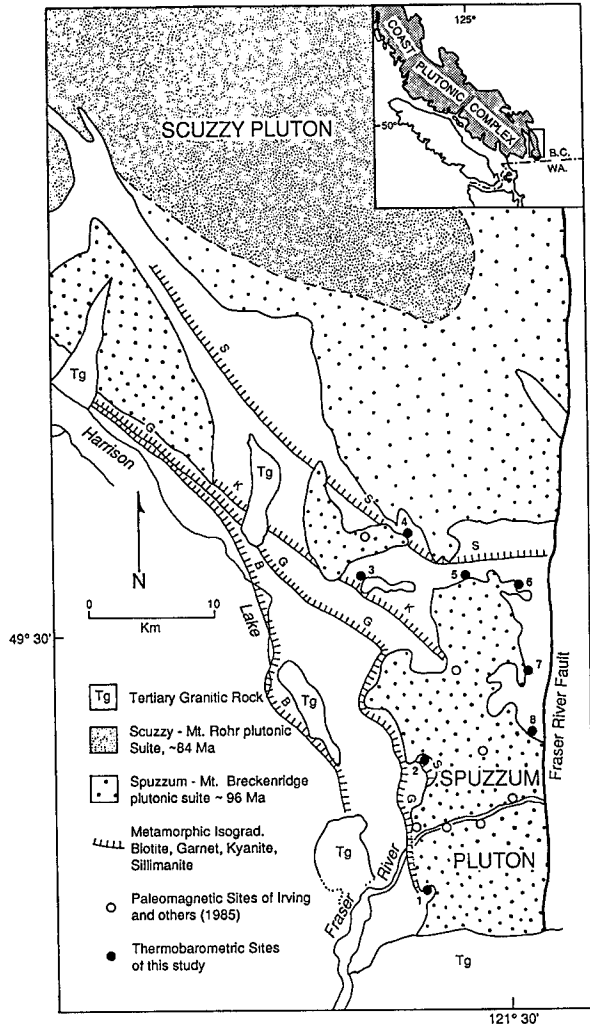 125°
COAST PLUTONIC COMPLEX
50°
B.C.
WA.
SCUZZY PLUTON
S
Tg
G
Harrison
K
Tg
S
4
S
N
B
G
3
5
6
0 10
Km
Lake
K
G
49° 30'
7
Tg
B
8
Fraser River Fault
Tg Tertiary Granitic Rock
Scuzzy - Mt. Rohr plutonic
Suite, ~84 Ma
Spuzzum - Mt. Breckenridge
plutonic suite ~ 96 Ma
2
S
SPUZZUM
G
Metamorphic Isograd.
Biotite, Garnet, Kyanite,
Sillimanite
Tg
PLUTON
Fraser River
1
Paleomagnetic Sites of Irving
and others (1985)
Thermobarometric Sites
of this study
Tg
121° 30'